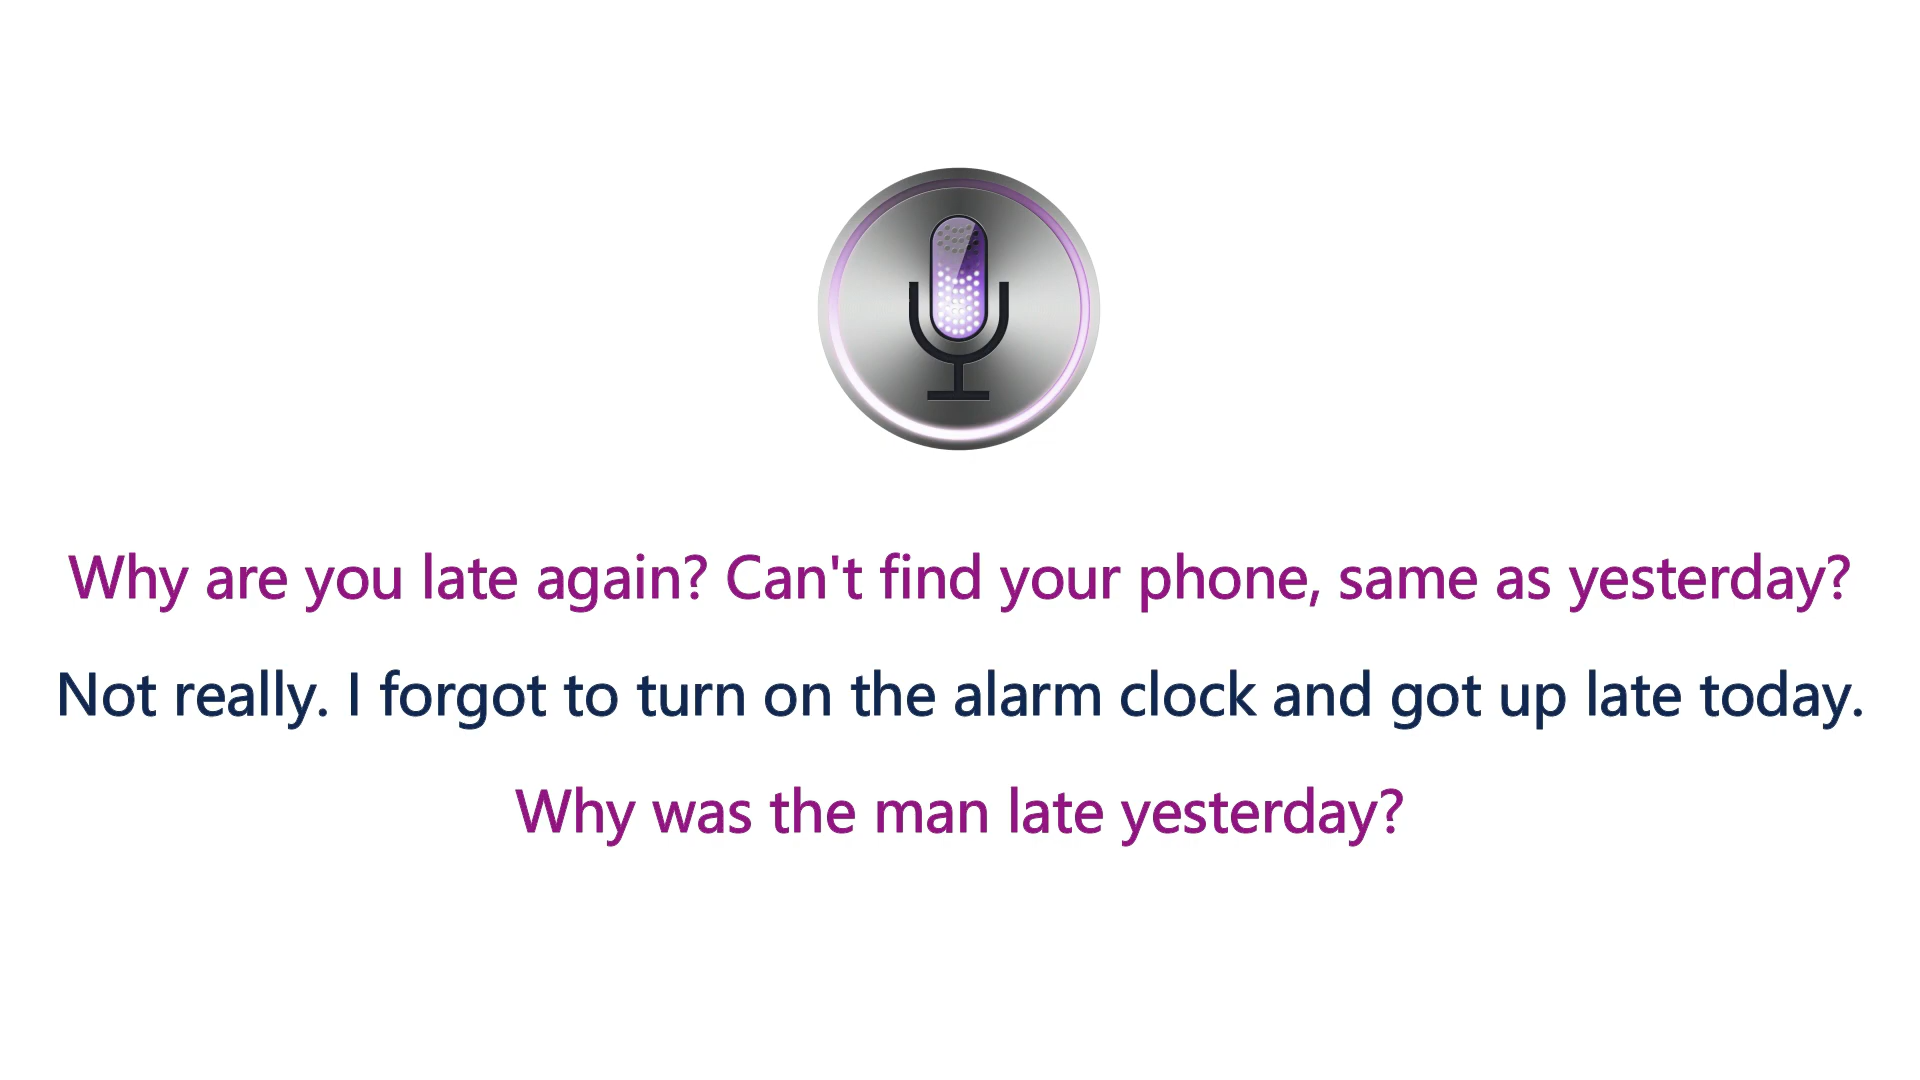 Why are you late again? Can't find your phone, same as yesterday?
Not really. I forgot to turn on the alarm clock and got up late today.
Why was the man late yesterday?